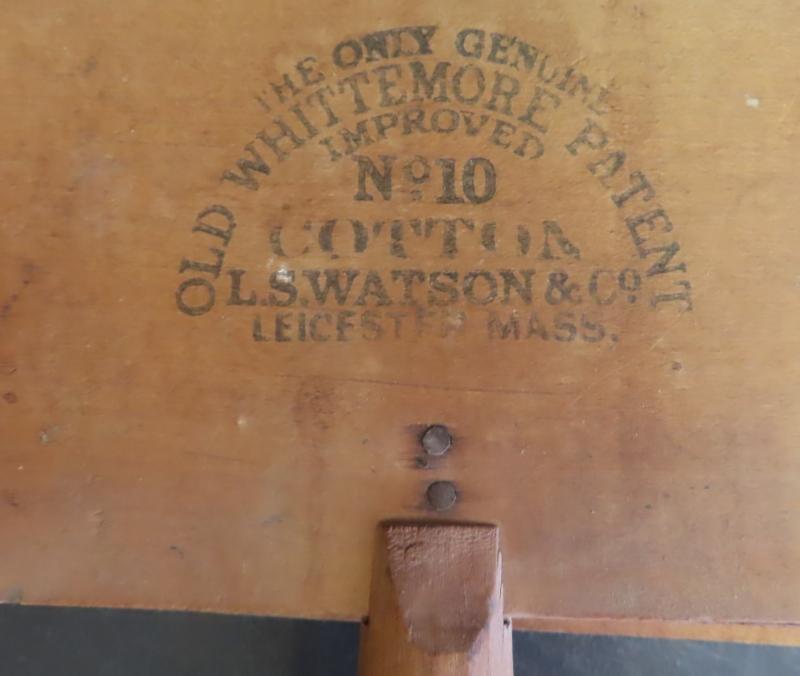 THE ONLY GENUINE
OLD WHITTEMORE PATENT
IMPROVED
No 10
COTTON
L.S. WATSON & Co
LEICESTER MASS.